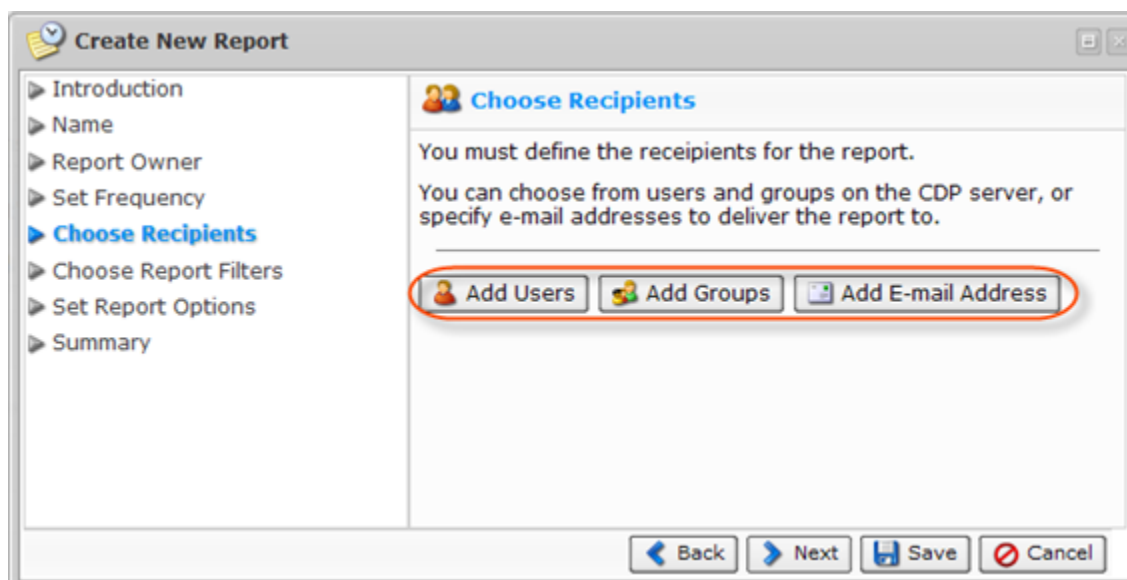 Create New Report
Introduction
Name
Report Owner
Set Frequency
Choose Recipients
Choose Report Filters
Set Report Options
Summary
Choose Recipients
You must define the receipients for the report.
You can choose from users and groups on the CDP server, or
specify e-mail addresses to deliver the report to.
Add Users Add Groups Add E-mail Address
Back Next Save Cancel